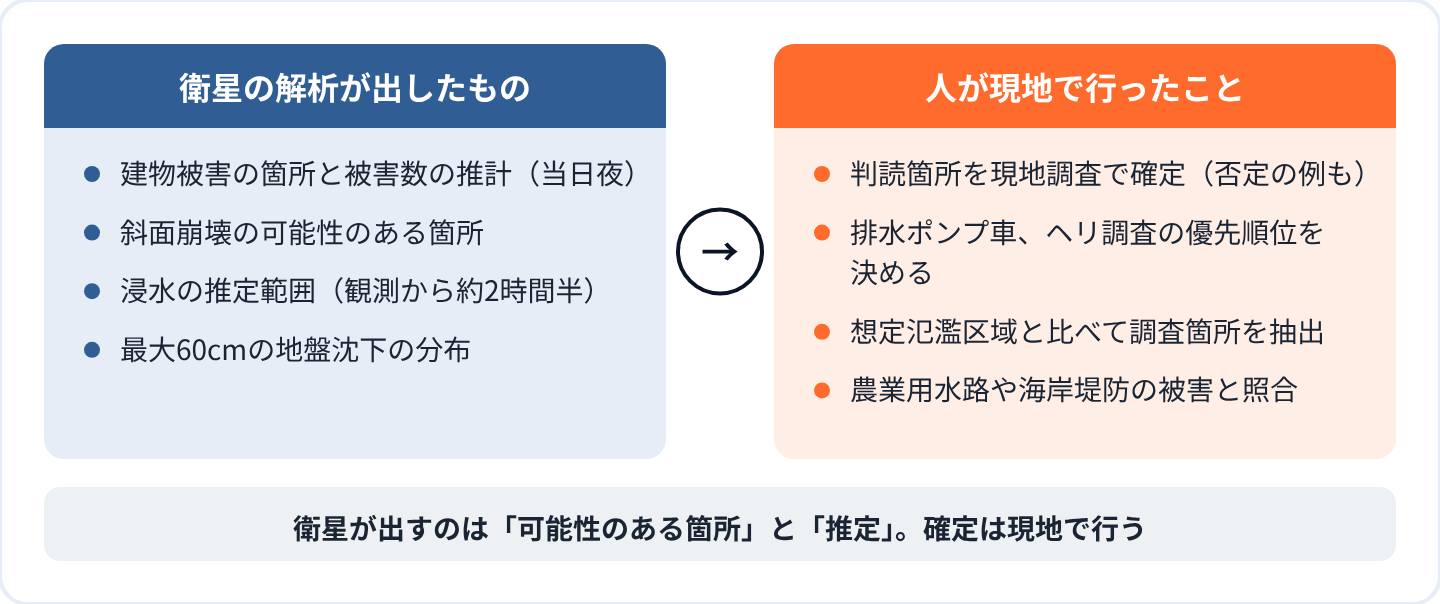 衛星の解析が出したもの
建物被害の箇所と被害数の推計（当日夜）
斜面崩壊の可能性のある箇所
浸水の推定範囲（観測から約2時間半）
最大60cmの地盤沈下の分布
→
人が現地で行ったこと
判読箇所を現地調査で確定（否定の例も）
排水ポンプ車、ヘリ調査の優先順位を
決める
想定氾濫区域と比べて調査箇所を抽出
農業用水路や海岸堤防の被害と照合
衛星が出すのは「可能性のある箇所」と「推定」。確定は現地で行う